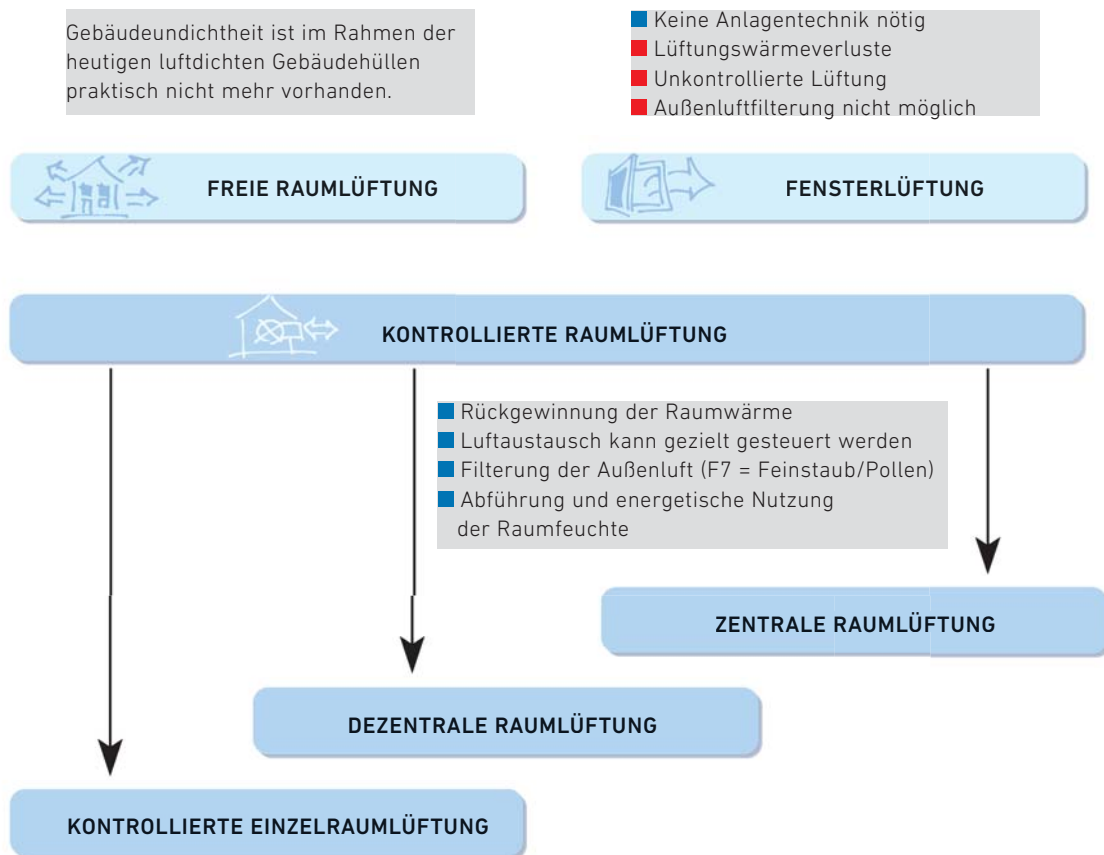 Gebäudeundichtheit ist im Rahmen der
heutigen luftdichten Gebäudehüllen
praktisch nicht mehr vorhanden.
Keine Anlagentechnik nötig
Lüftungswärmeverluste
Unkontrollierte Lüftung
Außenluftfilterung nicht möglich
FREIE RAUMLÜFTUNG
FENSTERLÜFTUNG
KONTROLLIERTE RAUMLÜFTUNG
Rückgewinnung der Raumwärme
Luftaustausch kann gezielt gesteuert werden
Filterung der Außenluft (F7 = Feinstaub/Pollen)
Abführung und energetische Nutzung
der Raumfeuchte
ZENTRALE RAUMLÜFTUNG
DEZENTRALE RAUMLÜFTUNG
KONTROLLIERTE EINZELRAUMLÜFTUNG